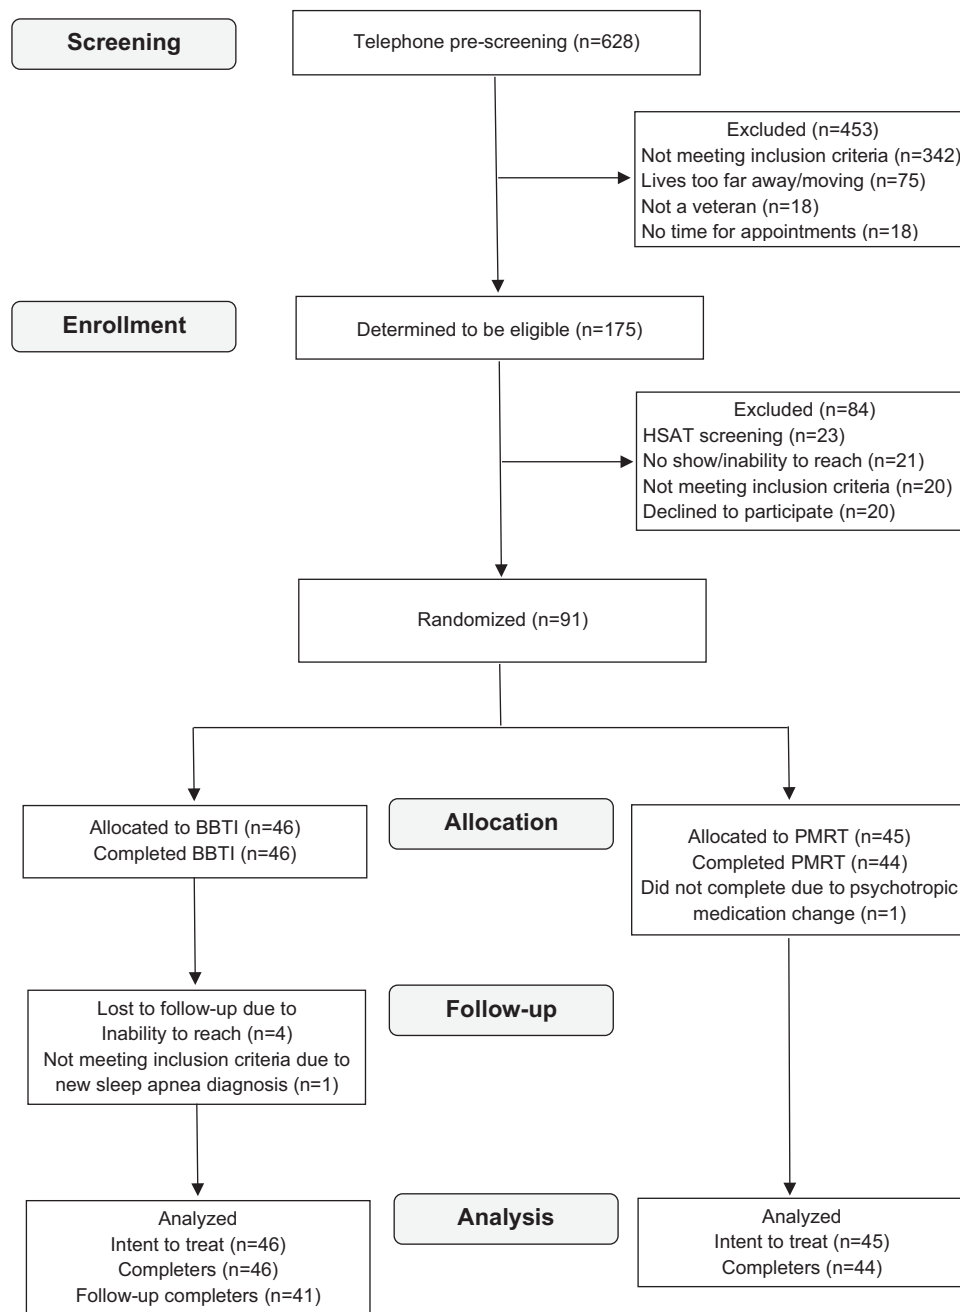 Screening
Telephone pre-screening (n=628)
Excluded (n=453)
Not meeting inclusion criteria (n=342)
Lives too far away/moving (n=75)
Not a veteran (n=18)
No time for appointments (n=18)
Enrollment
Determined to be eligible (n=175)
Excluded (n=84)
HSAT screening (n=23)
No show/inability to reach (n=21)
Not meeting inclusion criteria (n=20)
Declined to participate (n=20)
Randomized (n=91)
Allocated to BBTI (n=46)
Completed BBTI (n=46)
Allocation
Allocated to PMRT (n=45)
Completed PMRT (n=44)
Did not complete due to psychotropic
medication change (n=1)
Lost to follow-up due to
Inability to reach (n=4)
Not meeting inclusion criteria due to
new sleep apnea diagnosis (n=1)
Follow-up
Analyzed
Intent to treat (n=46)
Completers (n=46)
Follow-up completers (n=41)
Analysis
Analyzed
Intent to treat (n=45)
Completers (n=44)